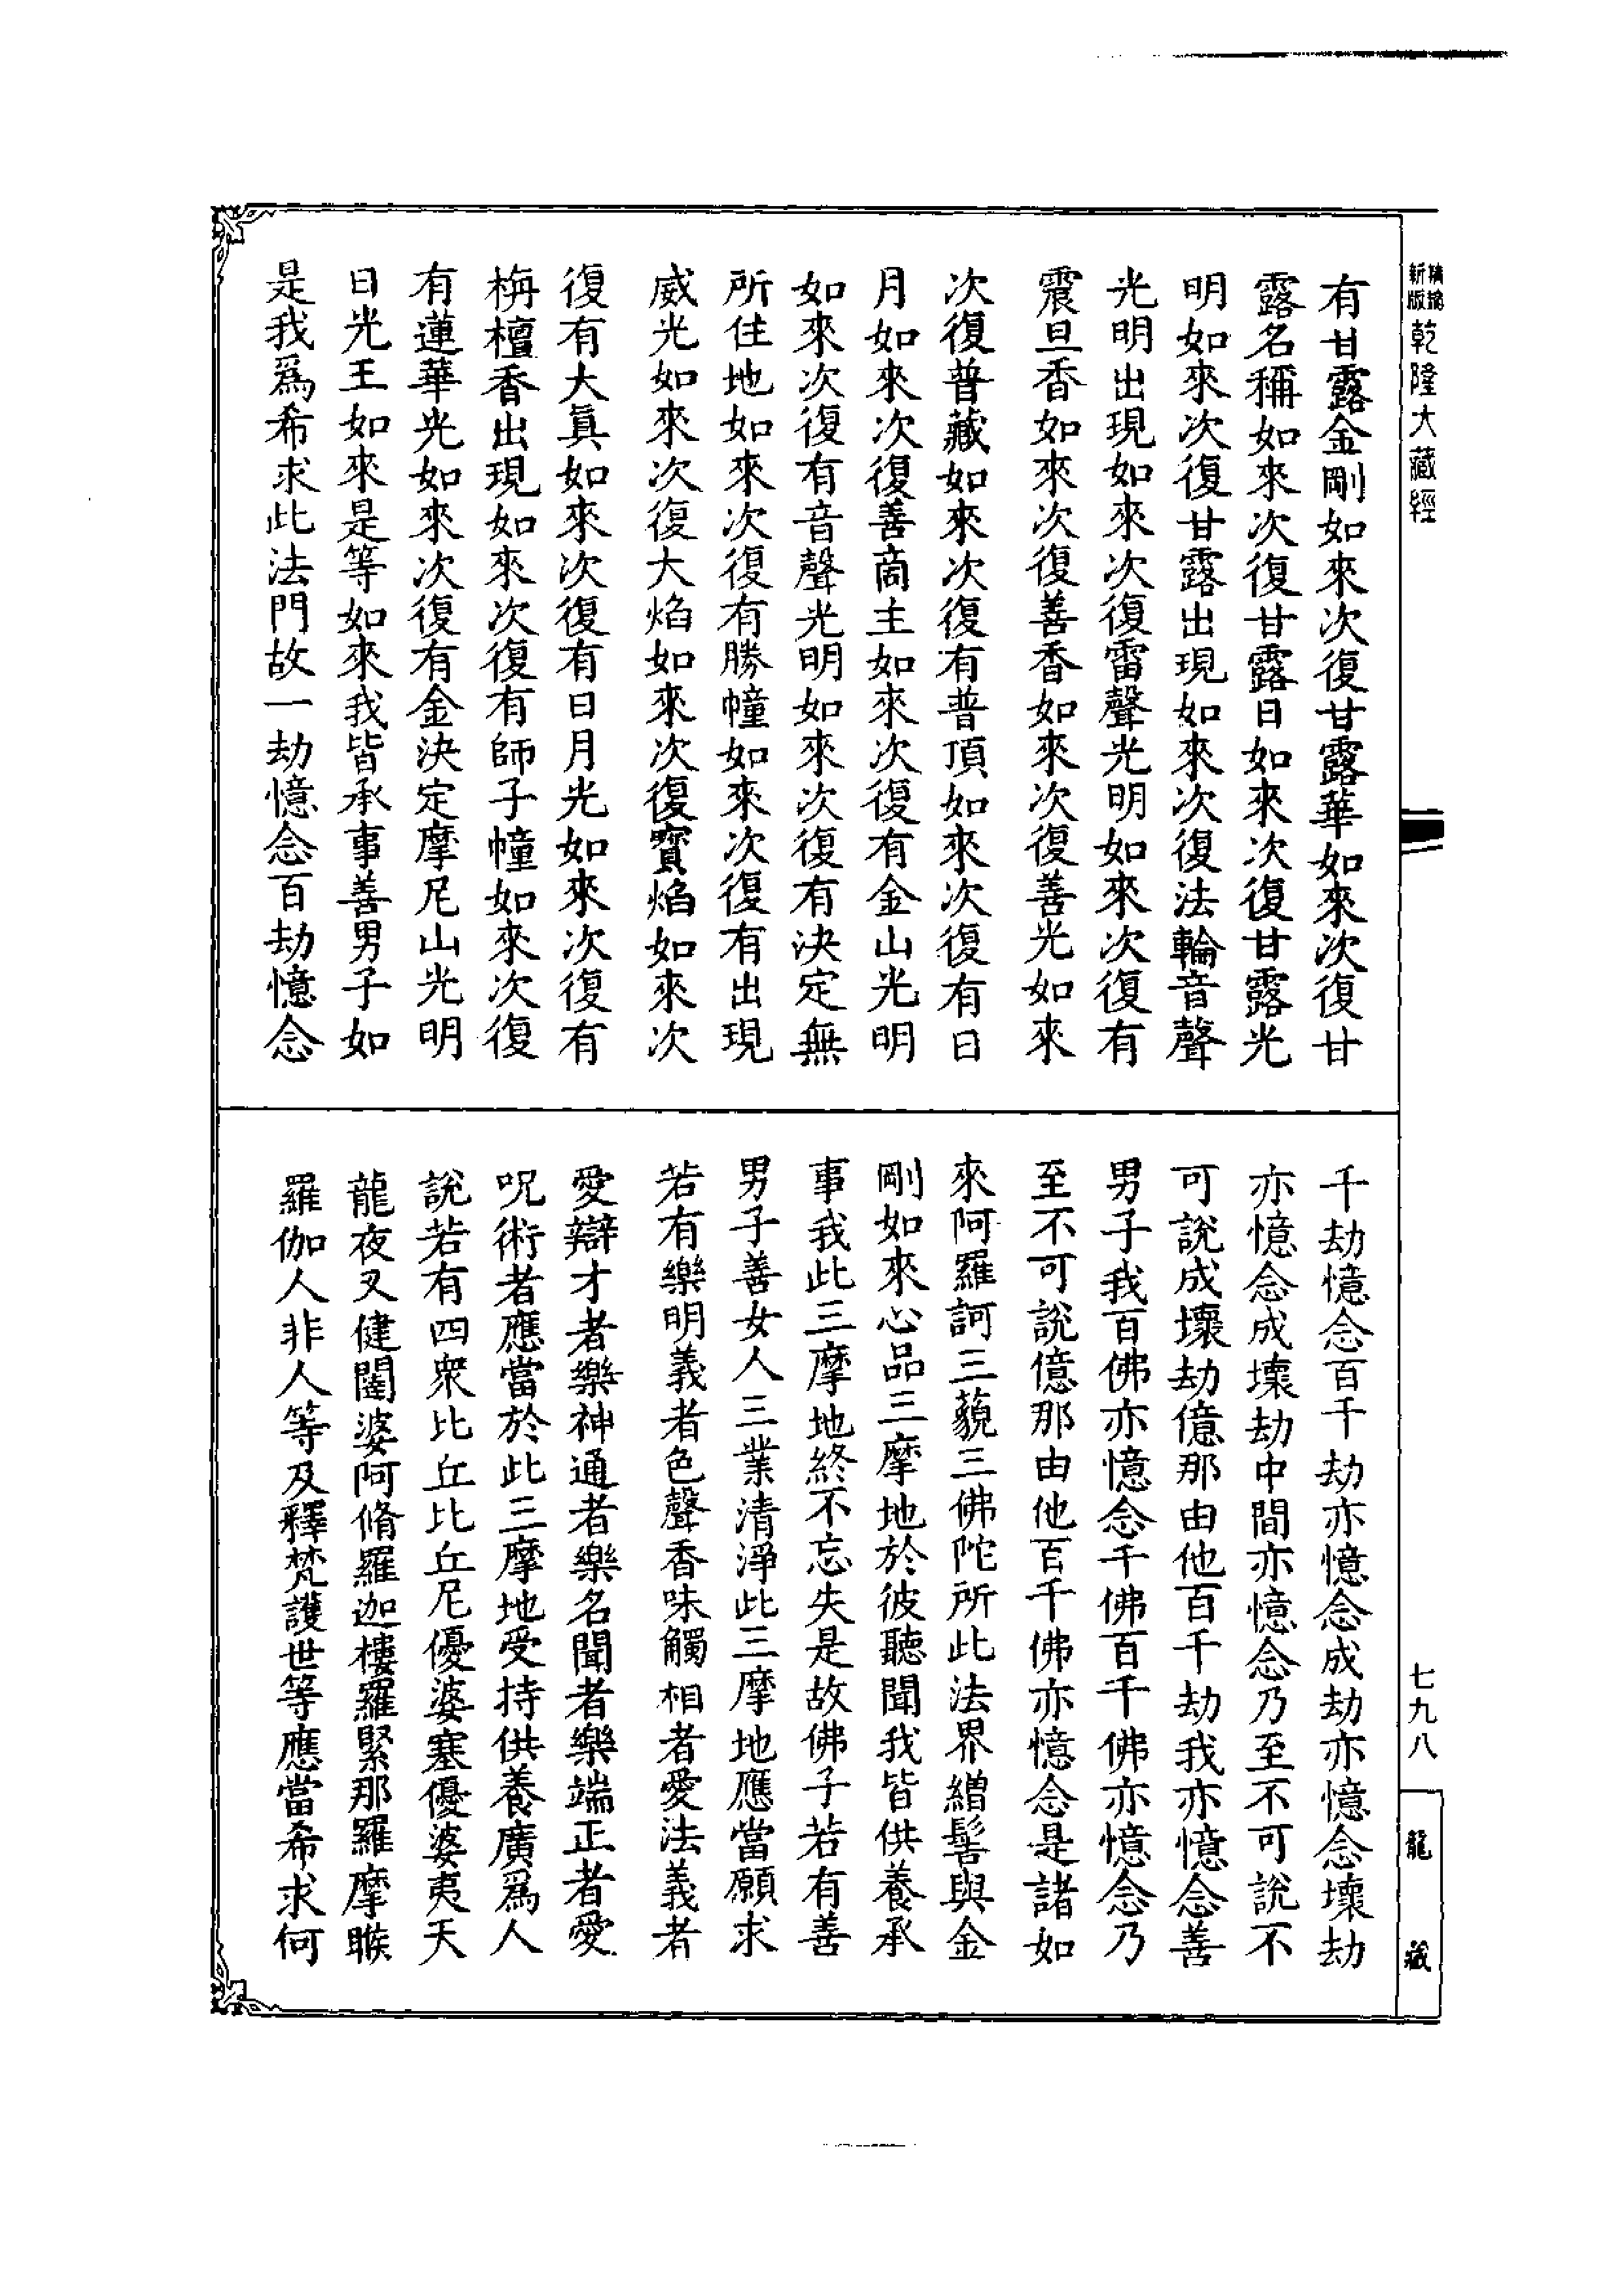 乾隆大藏經
有甘露金剛如來次復甘露華如來次復甘
露名稱如來次復甘露日如來次復甘露光
明如來次復甘露出現如來次復法輪音聲
光明出現如來次復雷聲光明如來次復有
震旦香如來次復善香如來次復善光如來
次復普藏如來次復有普頂如來次復有日
月如來次復善商主如來次復有金山光明
如來次復有音聲光明如來次復有決定無
所住地如來次復有勝幢如來次復有出現
威光如來次復大焰如來次復寶焰如來次
復有大真如來次復有日月光如來次復有
栴檀香出現如來次復有師子幢如來次復
有蓮華光如來次復有金決定摩尼山光明
日光王如來是等如來我皆承事善男子如
是我爲希求此法門故一劫憶念百劫憶念
千劫憶念百千劫亦憶念成劫亦憶念壞劫
亦憶念成壞劫中間亦憶念乃至不可說不
可說成壞劫億那由他百千劫我亦憶念善
男子我百佛亦憶念千佛百千佛亦憶念乃
至不可說億那由他百千佛亦憶念是諸如
來阿羅訶三藐三佛陀所此法界繒髻與金
剛如來心品三摩地於彼聽聞我皆供養承
事我此三摩地終不忘失是故佛子若有善
男子善女人三業清淨此三摩地應當願求
若有樂明義者色聲香味觸相者愛法義者
愛辯才者樂神通者樂名聞者樂端正者愛
呪術者應當於此三摩地受持供養廣爲人
說若有四衆比丘比丘尼優婆塞優婆夷天
龍夜叉健闥婆阿脩羅迦樓羅緊那羅摩睺
羅伽人非人等及釋梵護世等應當希求何
七九八
龍藏